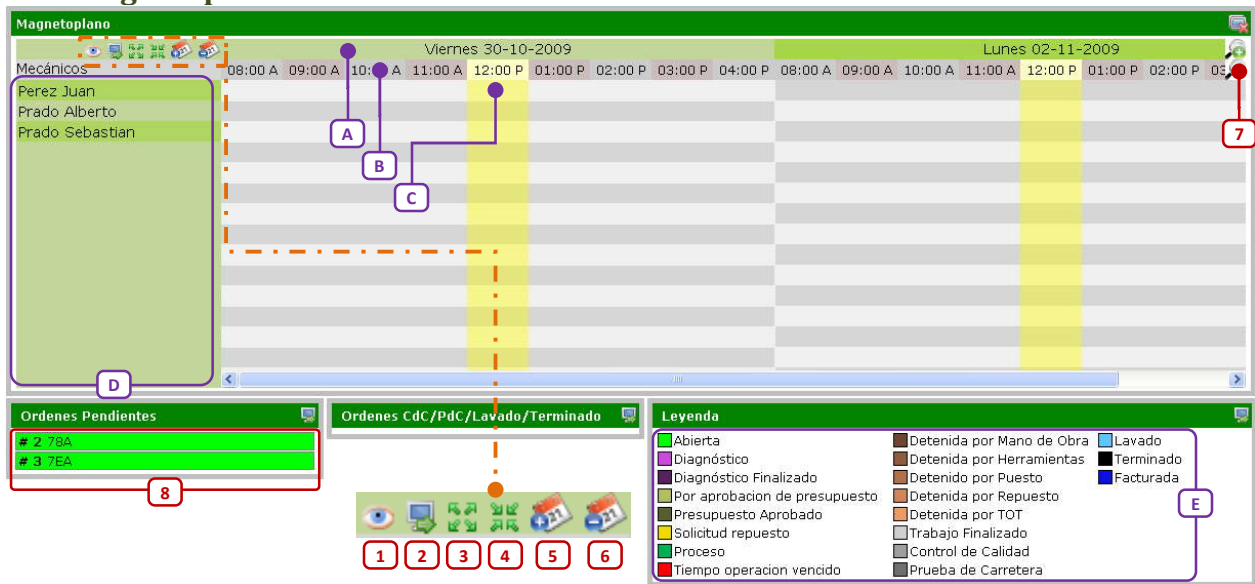 Magnetoplano
Viernes 30-10-2009
Lunes 02-11-2009
Mecánicos
08:00 A 09:00 A 10: A 11:00 A 12:00 P 01:00 P 02:00 P 03:00 P 04:00 P 08:00 A 09:00 A 10:00 A 11:00 A 12:00 P 01:00 P 02:00 P
7
Perez Juan
Prado Alberto
Prado Sebastian
A
B
C
D
Ordenes Pendientes
# 2 78A
# 3 7EA
8
Ordenes CdC/PdC/Lavado/Terminado
1 2 3 4 5 6
Leyenda
Abierta
Diagnóstico
Diagnóstico Finalizado
Por aprobacion de presupuesto
Presupuesto Aprobado
Solicitud repuesto
Proceso
Tiempo operacion vencido
Detenida por Mano de Obra
Detenida por Herramientas
Detenido por Puesto
Detenida por Repuesto
Detenida por TOT
Trabajo Finalizado
Control de Calidad
Prueba de Carretera
Lavado
Terminado
Facturada
E